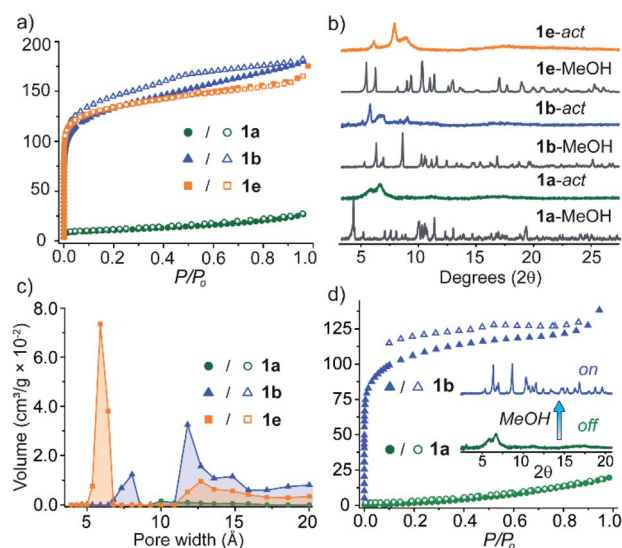 a)
200
150
100
50
0
0.0 0.2 0.4 0.6 0.8 1.0
P/Po
/ 1a
/ 1b
/ 1e
b)
1e-act
1e-MeOH
1b-act
1b-MeOH
1a-act
1a-MeOH
5 10 15 20 25
Degrees (2θ)
c)
Volume (cm³/g × 10⁻²)
8.0
6.0
4.0
2.0
0.0
5 10 15 20
Pore width (Å)
/ 1a
/ 1b
/ 1e
d)
125
100
75
50
25
0
0.0 0.2 0.4 0.6 0.8 1.0
P/Po
/ 1b
/ 1a
on
MeOH
off
5 10 15 20
2θ